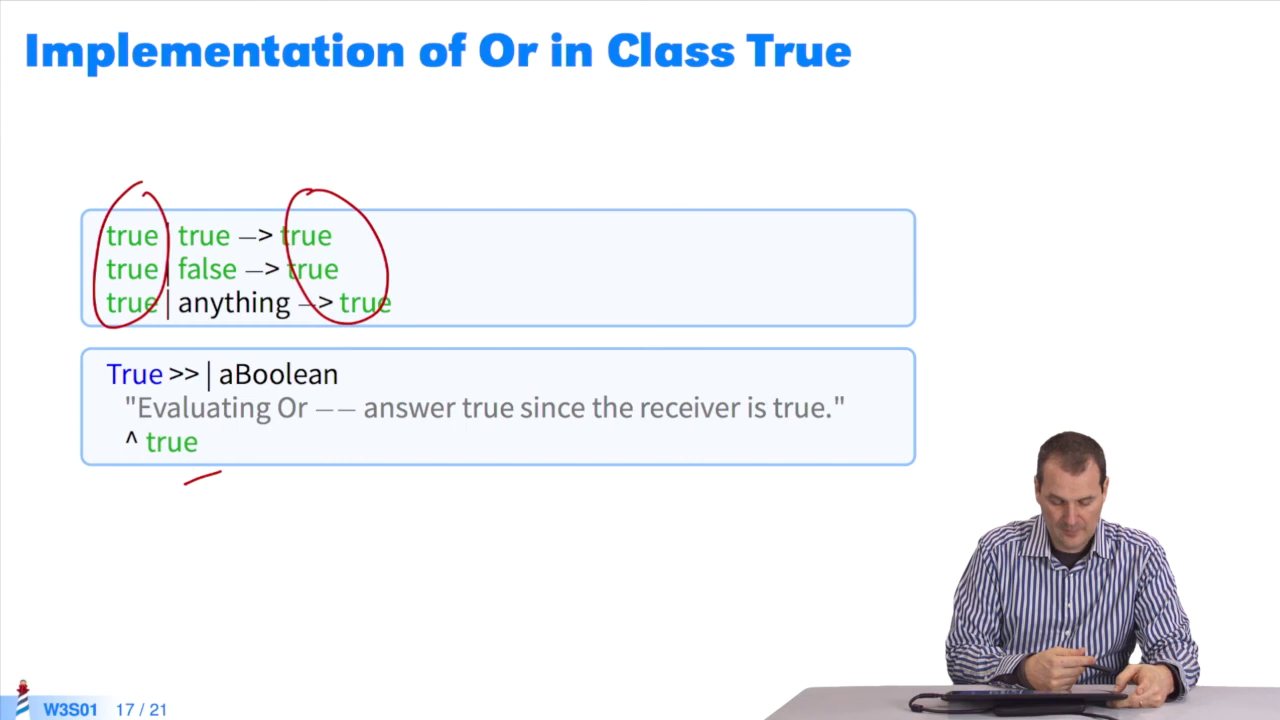 Implementation of Or in Class True
true | true —> true
true | false —> true
true | anything —> true
True >> | aBoolean
"Evaluating Or —— answer true since the receiver is true."
^ true
W3S01 17 / 21